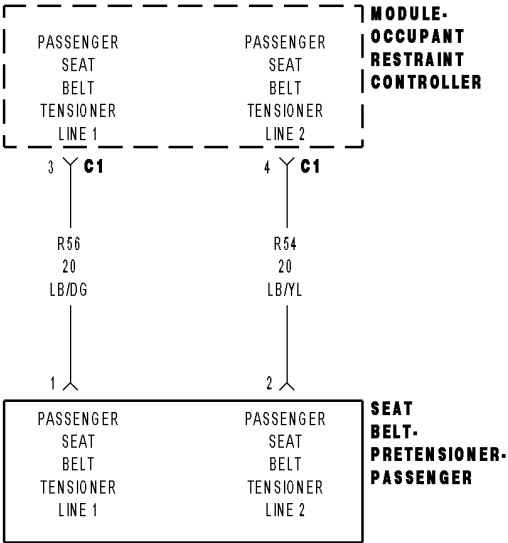 MODULE-
OCCUPANT
RESTRAINT
CONTROLLER
PASSENGER
SEAT
BELT
TENSIONER
LINE 1
PASSENGER
SEAT
BELT
TENSIONER
LINE 2
3 C1
4 C1
R56
20
LB/DG
R54
20
LB/YL
1
2
PASSENGER
SEAT
BELT
TENSIONER
LINE 1
PASSENGER
SEAT
BELT
TENSIONER
LINE 2
SEAT
BELT-
PRETENSIONER-
PASSENGER